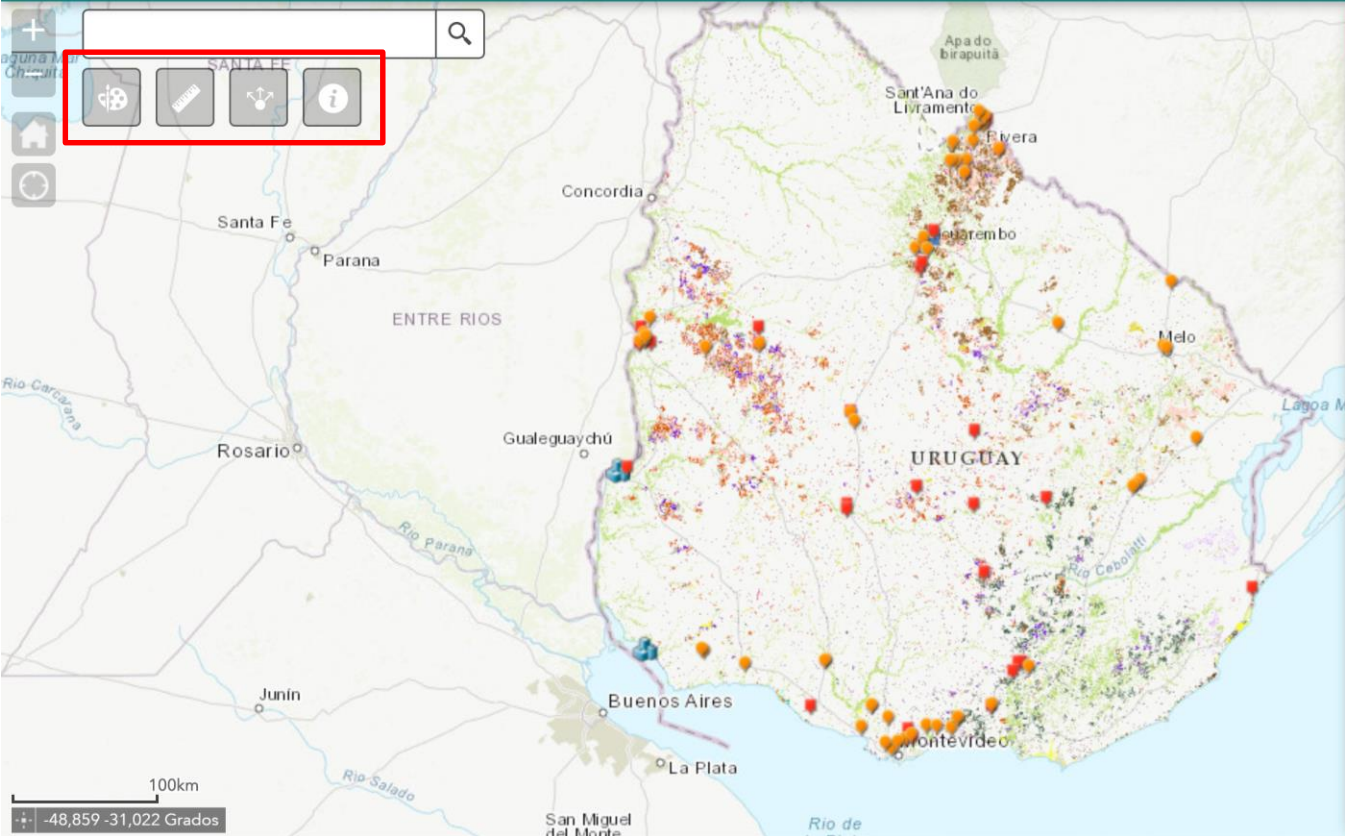 Apa do
Ibirapuitã
aguna Mar
Chiquita
SANTA FE
Sant'Ana do
Livramento
Rivera
Concordia
Santa Fe
Parana
ENTRE RIOS
Melo
Rio Carcarana
Lagoa M
Rosario
Gualeguaychú
URUGUAY
Rio Parana
Rio Cebollatí
Junín
Buenos Aires
Montevideo
La Plata
100km
Rio Salado
-48,859 -31,022 Grados
San Miguel
del Monte
Rio de